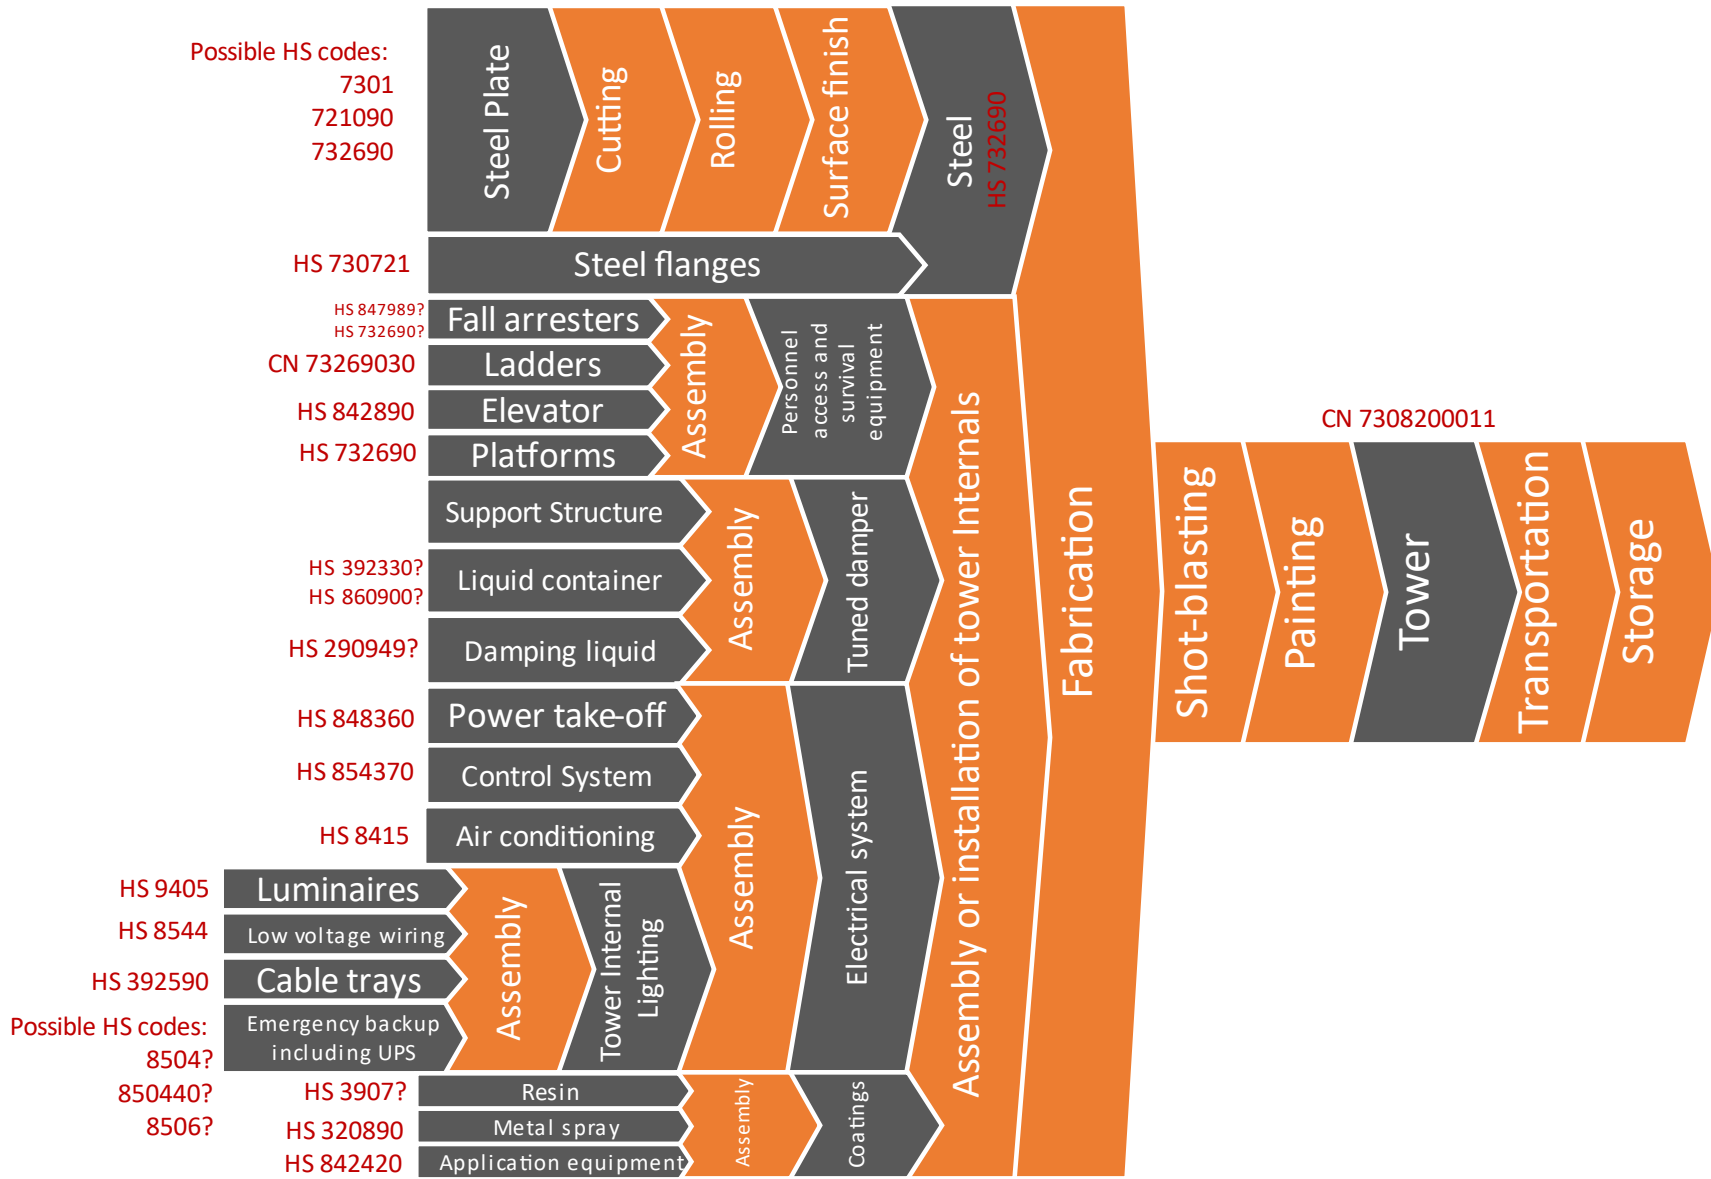 Possible HS codes:
7301
721090
732690
Steel Plate
Cutting
Rolling
Surface finish
Steel
HS 732690
HS 730721
Steel flanges
HS 847989?
HS 732690?
Fall arresters
CN 73269030
Ladders
HS 842890
Elevator
HS 732690
Platforms
Assembly
Personnel
access and
survival
equipment
Support Structure
HS 392330?
HS 860900?
Liquid container
HS 290949?
Damping liquid
Assembly
Tuned damper
HS 848360
Power take-off
HS 854370
Control System
HS 8415
Air conditioning
HS 9405
Luminaires
HS 8544
Low voltage wiring
HS 392590
Cable trays
Possible HS codes:
8504?
850440?
8506?
Emergency backup
including UPS
Assembly
Tower Internal
Lighting
Assembly
Electrical system
HS 3907?
Resin
HS 320890
Metal spray
HS 842420
Application equipment
Assembly
Coatings
Assembly or installation of tower Internals
Fabrication
CN 7308200011
Shot-blasting
Painting
Tower
Transportation
Storage